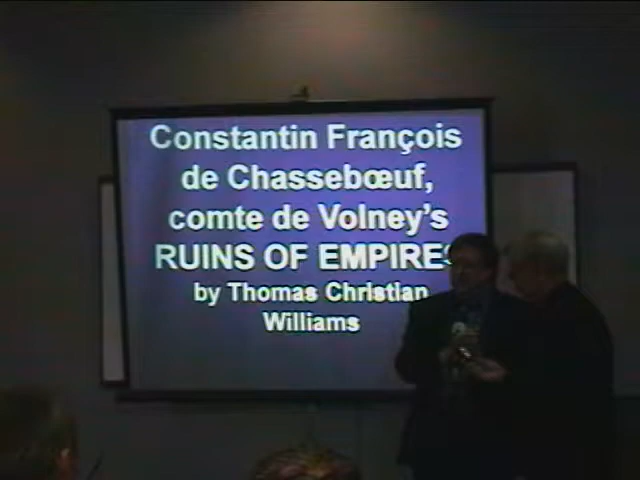 Constantin François
de Chassebœuf,
comte de Volney's
RUINS OF EMPIRES
by Thomas Christian
Williams